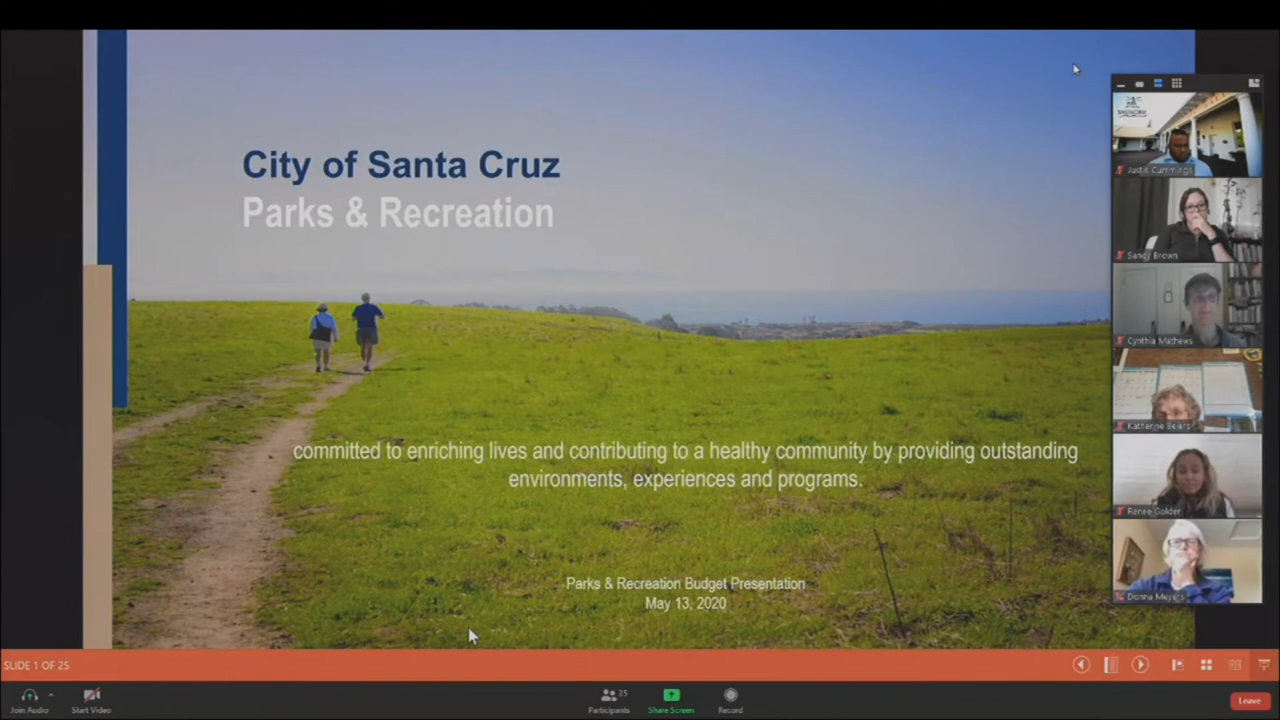 City of Santa Cruz
Parks & Recreation
committed to enriching lives and contributing to a healthy community by providing outstanding
environments, experiences and programs.
Parks & Recreation Budget Presentation
May 13, 2020
Justin Cummings
Sandy Brown
Cynthia Mathews
Katherine Beiers
Renee Golder
Donna Meyers
SLIDE 1 OF 25
Join Audio
Start Video
35
Participants
Share Screen
Record
Leave